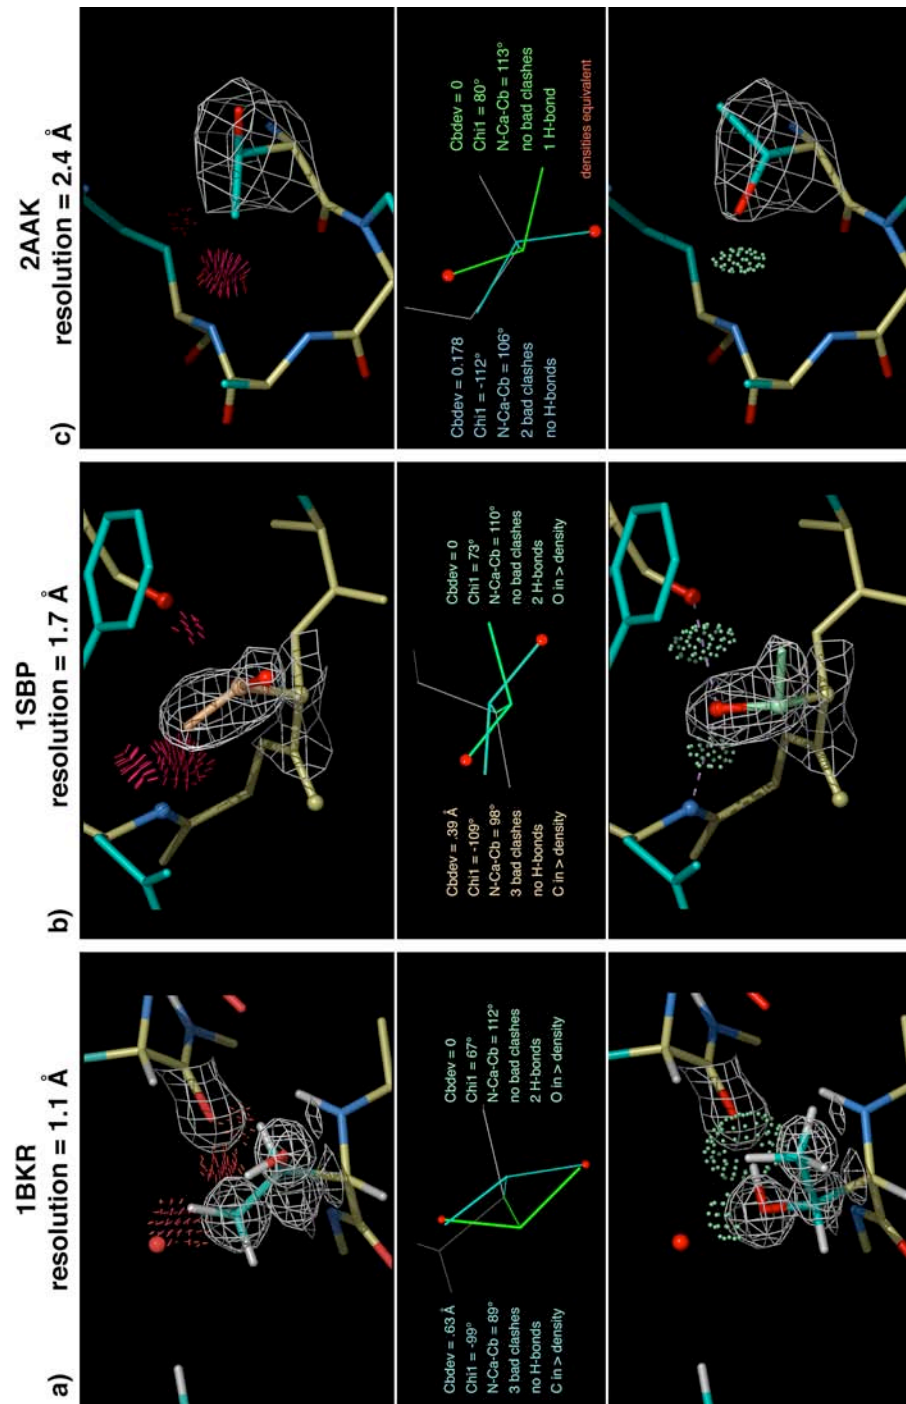 a)
1BKR
resolution = 1.1 Å
Cbdev = .63 Å
Chi1 = -99°
N-Ca-Cb = 89°
3 bad clashes
no H-bonds
C in > density
Cbdev = 0
Chi1 = 67°
N-Ca-Cb = 112°
no bad clashes
2 H-bonds
O in > density
b)
1SBP
resolution = 1.7 Å
Cbdev = .39 Å
Chi1 = -109°
N-Ca-Cb = 98°
3 bad clashes
no H-bonds
C in > density
Cbdev = 0
Chi1 = 73°
N-Ca-Cb = 110°
no bad clashes
2 H-bonds
O in > density
c)
2AAK
resolution = 2.4 Å
Cbdev = 0.178
Chi1 = -112°
N-Ca-Cb = 106°
2 bad clashes
no H-bonds
Cbdev = 0
Chi1 = 80°
N-Ca-Cb = 113°
no bad clashes
1 H-bond
densities equivalent